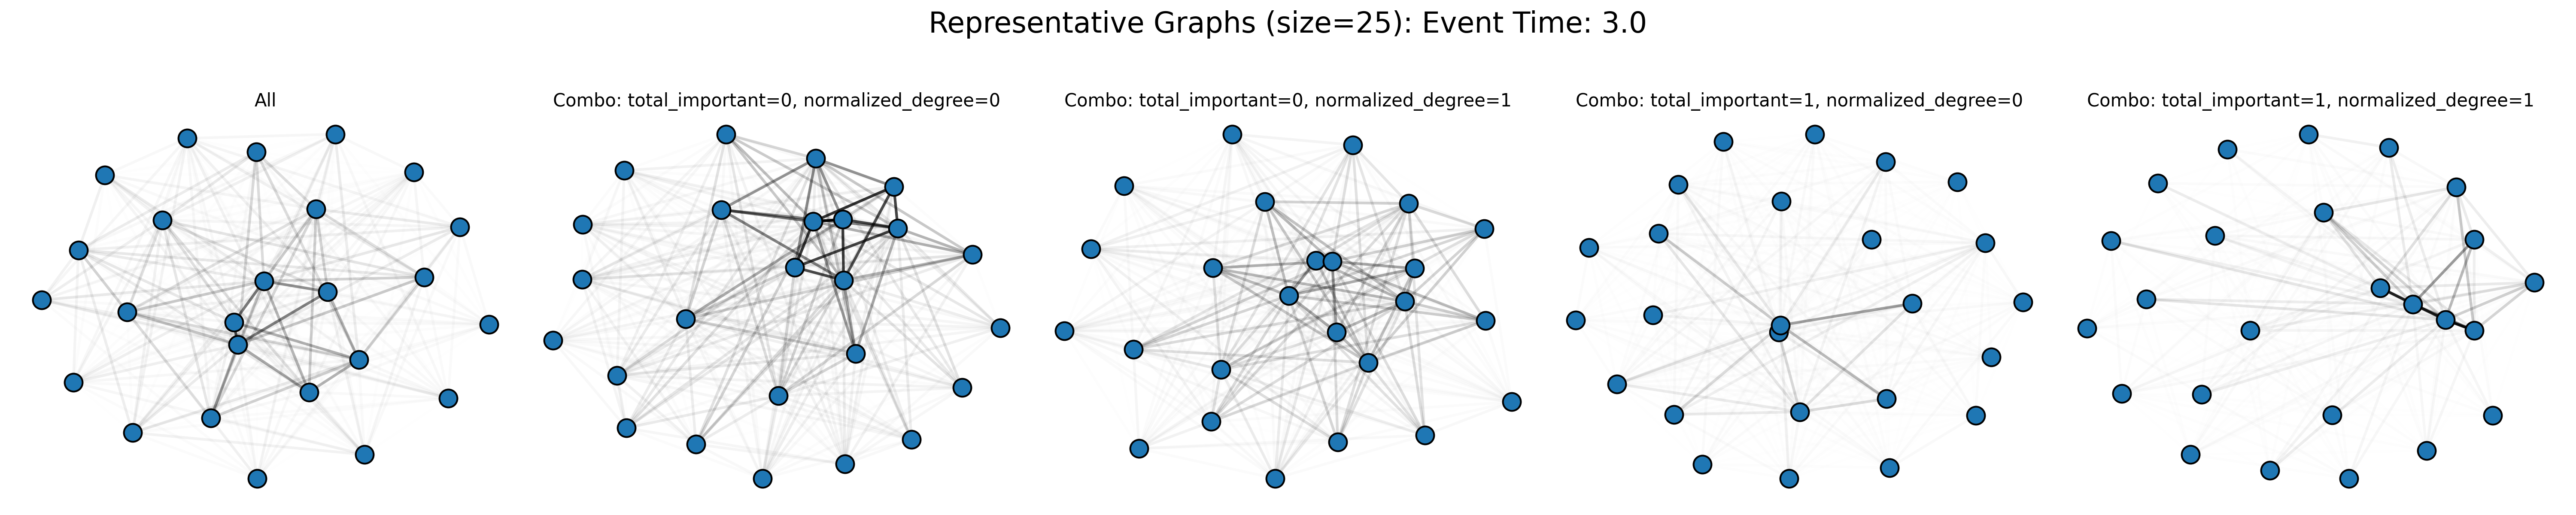 Representative Graphs (size=25): Event Time: 3.0
All
Combo: total_important=0, normalized_degree=0
Combo: total_important=0, normalized_degree=1
Combo: total_important=1, normalized_degree=0
Combo: total_important=1, normalized_degree=1